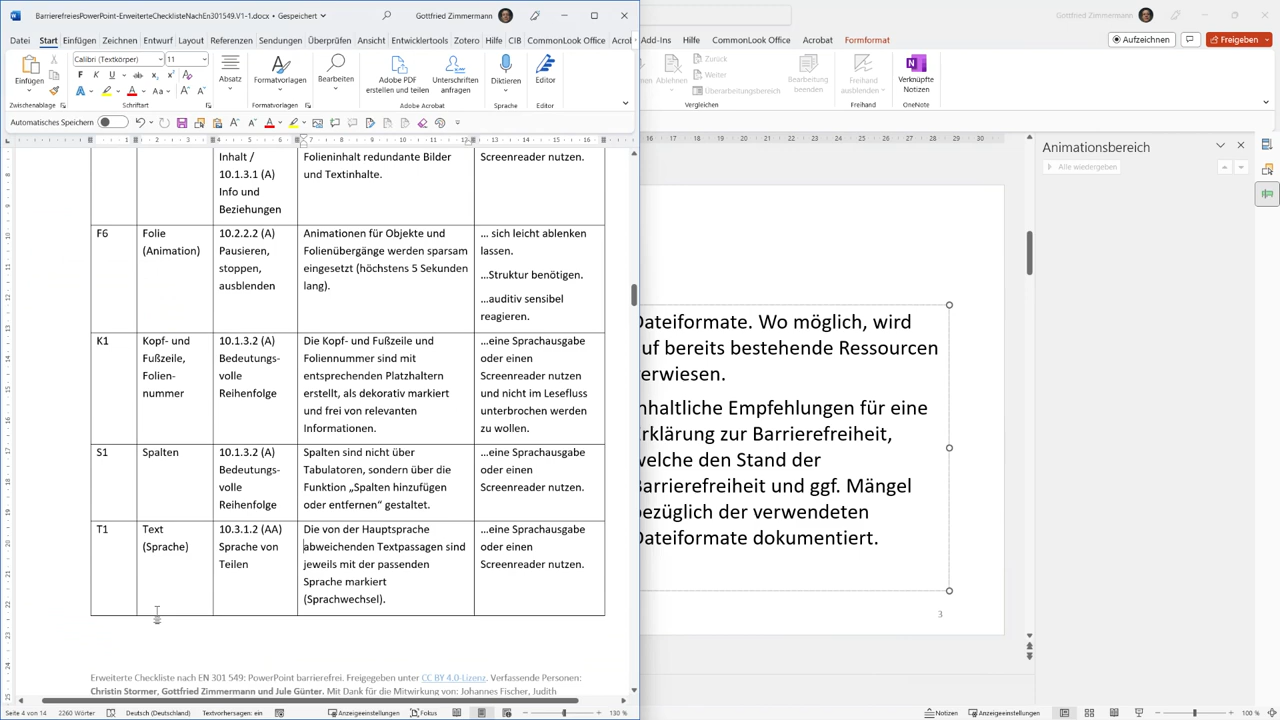 BarrierefreiesPowerPoint-ErweiterteChecklisteNachEn301549.V1-1.docx • Gespeichert
Gottfried Zimmermann
Gottfried Zimmermann
Datei Start Einfügen Zeichnen Entwurf Layout Referenzen Sendungen Überprüfen Ansicht Entwicklertools Zotero Hilfe CIB CommonLook Office Acrol
Add-Ins Hilfe CommonLook Office Acrobat Formformat
Aufzeichnen
Freigeben
Einfügen
Calibri (Textkörper) 11
Absatz
Formatvorlagen
Bearbeiten
Adobe PDF erstellen und teilen
Unterschriften anfragen
Diktieren
Editor
Zwischenablage
Schriftart
Formatvorlagen
Adobe Acrobat
Sprache
Editor
Ablehnen
Zurück
Weiter
Überarbeitungsbereich
Vergleichen
Bearbeitung beenden
Freihand ausblenden
Freihand
Verknüpfte Notizen
OneNote
Automatisches Speichern
Inhalt /
10.1.3.1 (A)
Info und
Beziehungen
Folieninhalt redundante Bilder
und Textinhalte.
Screenreader nutzen.
F6
Folie
(Animation)
10.2.2.2 (A)
Pausieren,
stoppen,
ausblenden
Animationen für Objekte und
Folienübergänge werden sparsam
eingesetzt (höchstens 5 Sekunden
lang).
… sich leicht ablenken
lassen.
…Struktur benötigen.
…auditiv sensibel
reagieren.
K1
Kopf- und
Fußzeile,
Folien-
nummer
10.1.3.2 (A)
Bedeutungs-
volle
Reihenfolge
Die Kopf- und Fußzeile und
Foliennummer sind mit
entsprechenden Platzhaltern
erstellt, als dekorativ markiert
und frei von relevanten
Informationen.
…eine Sprachausgabe
oder einen
Screenreader nutzen
und nicht im Lesefluss
unterbrochen werden
zu wollen.
S1
Spalten
10.1.3.2 (A)
Bedeutungs-
volle
Reihenfolge
Spalten sind nicht über
Tabulatoren, sondern über die
Funktion „Spalten hinzufügen
oder entfernen“ gestaltet.
…eine Sprachausgabe
oder einen
Screenreader nutzen.
T1
Text
(Sprache)
10.3.1.2 (AA)
Sprache von
Teilen
Die von der Hauptsprache
abweichenden Textpassagen sind
jeweils mit der passenden
Sprache markiert
(Sprachwechsel).
…eine Sprachausgabe
oder einen
Screenreader nutzen.
Erweiterte Checkliste nach EN 301 549: PowerPoint barrierefrei. Freigegeben unter CC BY 4.0-Lizenz. Verfassende Personen:
Christin Stormer, Gottfried Zimmermann und Jule Günter. Mit Dank für die Mitwirkung von: Johannes Fischer, Judith
Seite 4 von 14 2260 Wörter Deutsch (Deutschland) Textvorhersagen: ein Anzeigeeinstellungen Fokus 130 %
Dateiformate. Wo möglich, wird
auf bereits bestehende Ressourcen
verwiesen.
nhaltliche Empfehlungen für eine
Erklärung zur Barrierefreiheit,
welche den Stand der
Barrierefreiheit und ggf. Mängel
bezüglich der verwendeten
Dateiformate dokumentiert.
3
Animationsbereich
Alle wiedergeben
Notizen Anzeigeeinstellungen 100 %